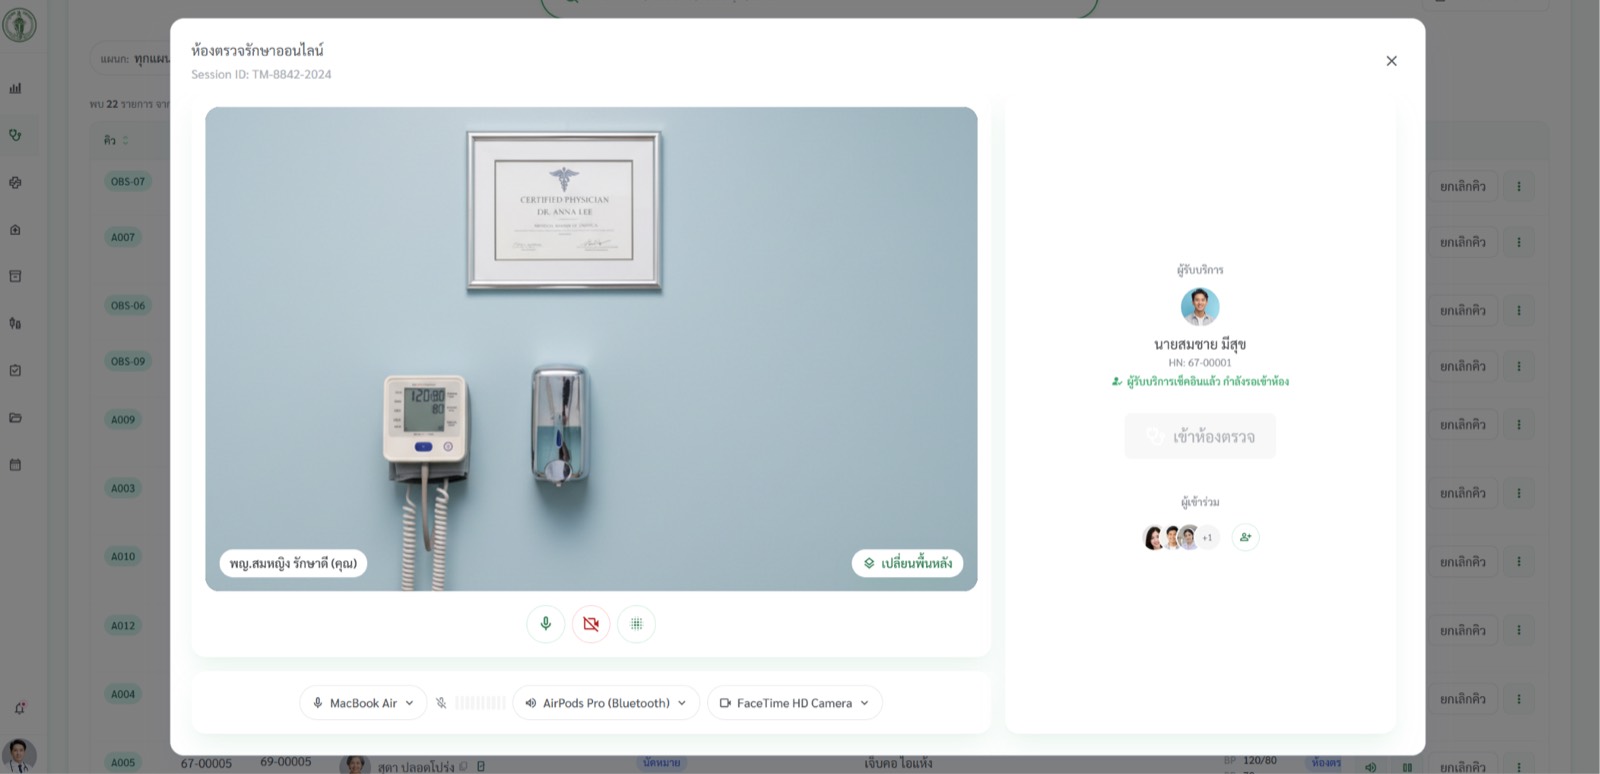 ห้องตรวจรักษาออนไลน์
Session ID: TM-8842-2024
แผนก: ทุกแผน
พบ 22 รายการ จาก
คิว
OBS-07
A007
OBS-06
OBS-09
A009
A003
A010
A012
A004
A005
67-00005
69-00005
สุดา ปลอดโปร่ง
นัดหมาย
เจ็บคอ ไอแห้ง
BP 120/80
ห้องตร
CERTIFIED PHYSICIAN
DR. ANNA LEE
120/80
80
พญ.สมหญิง รักษาดี (คุณ)
เปลี่ยนพื้นหลัง
MacBook Air
AirPods Pro (Bluetooth)
FaceTime HD Camera
ผู้รับบริการ
นายสมชาย มีสุข
HN: 67-00001
ผู้รับบริการเช็คอินแล้ว กำลังรอเข้าห้อง
เข้าห้องตรวจ
ผู้เข้าร่วม
+1
ยกเลิกคิว
ยกเลิกคิว
ยกเลิกคิว
ยกเลิกคิว
ยกเลิกคิว
ยกเลิกคิว
ยกเลิกคิว
ยกเลิกคิว
ยกเลิกคิว
ยกเลิกคิว